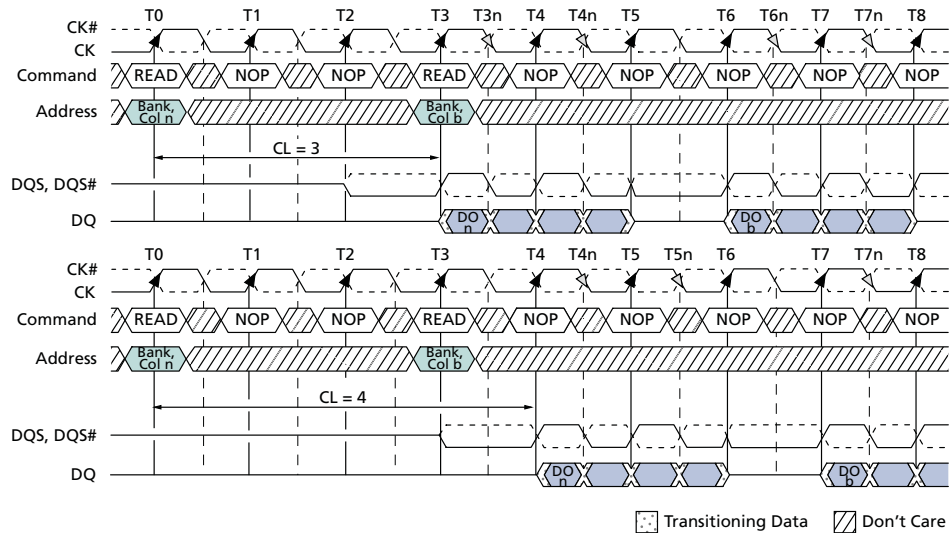 T0 T1 T2 T3 T3n T4 T4n T5 T6 T6n T7 T7n T8
CK#
CK
Command READ NOP NOP READ NOP NOP NOP NOP NOP
Address Bank, Col n Bank, Col b
CL = 3
DQS, DQS#
DQ DO n DO b
T0 T1 T2 T3 T4 T4n T5 T5n T6 T7 T7n T8
CK#
CK
Command READ NOP NOP READ NOP NOP NOP NOP NOP
Address Bank, Col n Bank, Col b
CL = 4
DQS, DQS#
DQ DO n DO b
Transitioning Data Don't Care